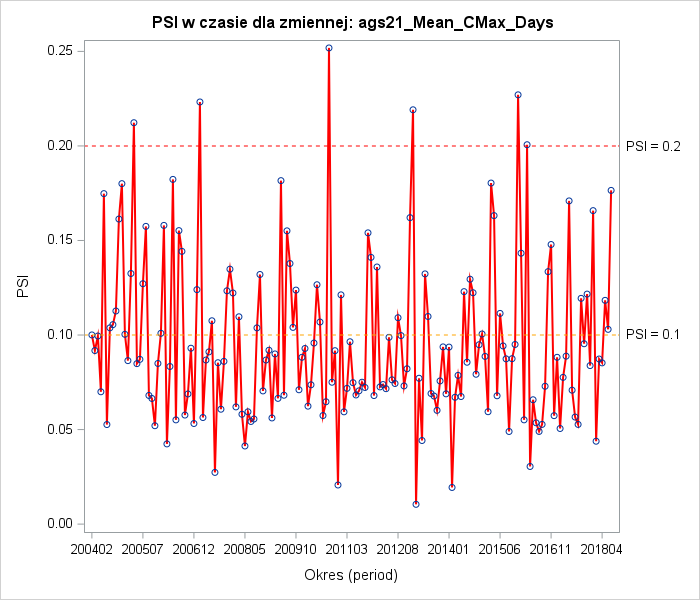 PSI w czasie dla zmiennej: ags21_Mean_CMax_Days
0.25
0.20
0.15
0.10
0.05
0.00
PSI
PSI = 0.2
PSI = 0.1
200402 200507 200612 200805 200910 201103 201208 201401 201506 201611 201804
Okres (period)